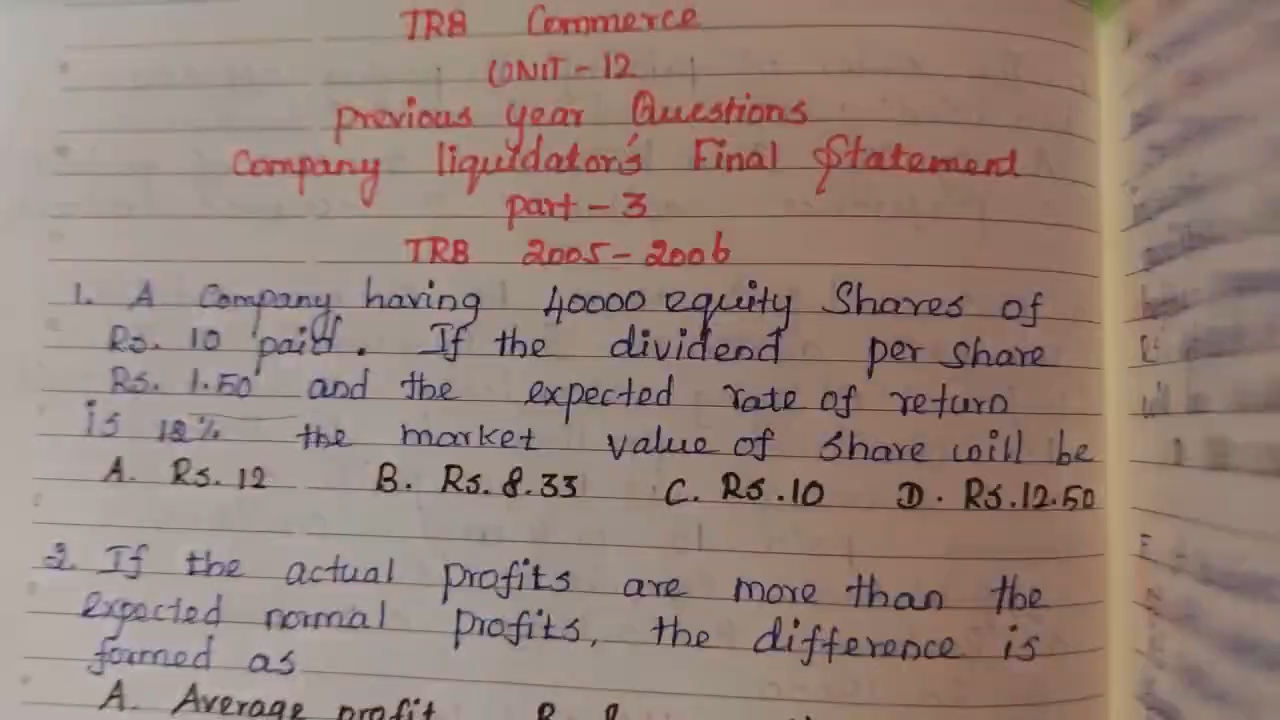 TRB Commerce
UNIT - 12
previous year Questions
Company liquidator's Final Statement
part - 3
TRB 2005 - 2006
1. A Company having 40000 equity Shares of
Rs. 10 paid. If the dividend per share
Rs. 1.50 and the expected rate of return
is 12% the market value of share will be
A. Rs. 12 B. Rs. 8.33 C. Rs. 10 D. Rs. 12.50
2. If the actual profits are more than the
expected normal profits, the difference is
formed as
A. Average profit B.